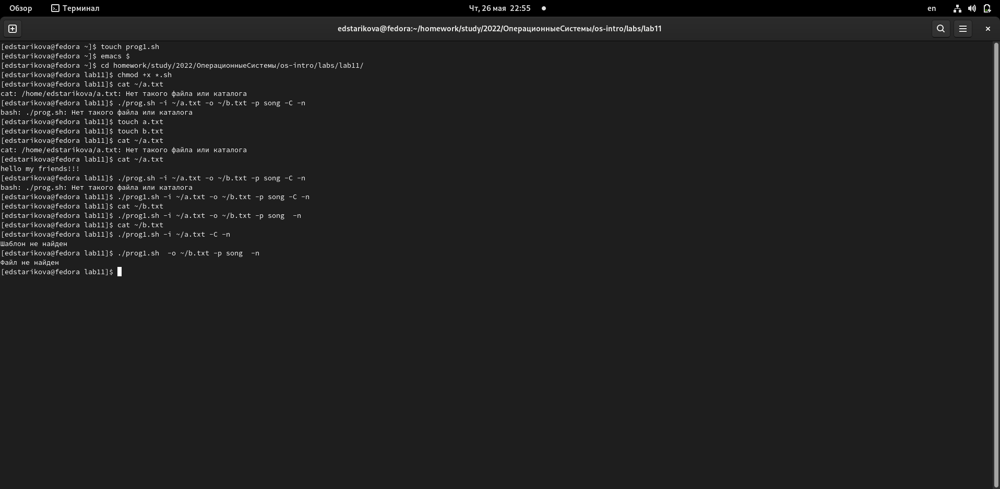 Обзор Терминал Чт, 26 мая 22:55 en
edstarikova@fedora:~/homework/study/2022/ОперационныеСистемы/os-intro/labs/lab11
[edstarikova@fedora ~]$ touch prog1.sh
[edstarikova@fedora ~]$ emacs $
[edstarikova@fedora ~]$ cd homework/study/2022/ОперационныеСистемы/os-intro/labs/lab11/
[edstarikova@fedora lab11]$ chmod +x *.sh
[edstarikova@fedora lab11]$ cat ~/a.txt
cat: /home/edstarikova/a.txt: Нет такого файла или каталога
[edstarikova@fedora lab11]$ ./prog.sh -i ~/a.txt -o ~/b.txt -p song -C -n
bash: ./prog.sh: Нет такого файла или каталога
[edstarikova@fedora lab11]$ touch a.txt
[edstarikova@fedora lab11]$ touch b.txt
[edstarikova@fedora lab11]$ cat ~/a.txt
cat: /home/edstarikova/a.txt: Нет такого файла или каталога
[edstarikova@fedora lab11]$ cat ~/a.txt
hello my friends!!!
[edstarikova@fedora lab11]$ ./prog.sh -i ~/a.txt -o ~/b.txt -p song -C -n
bash: ./prog.sh: Нет такого файла или каталога
[edstarikova@fedora lab11]$ ./prog1.sh -i ~/a.txt -o ~/b.txt -p song -C -n
[edstarikova@fedora lab11]$ cat ~/b.txt
[edstarikova@fedora lab11]$ ./prog1.sh -i ~/a.txt -o ~/b.txt -p song  -n
[edstarikova@fedora lab11]$ cat ~/b.txt
[edstarikova@fedora lab11]$ ./prog1.sh -i ~/a.txt -C -n
Шаблон не найден
[edstarikova@fedora lab11]$ ./prog1.sh  -o ~/b.txt -p song  -n
Файл не найден
[edstarikova@fedora lab11]$